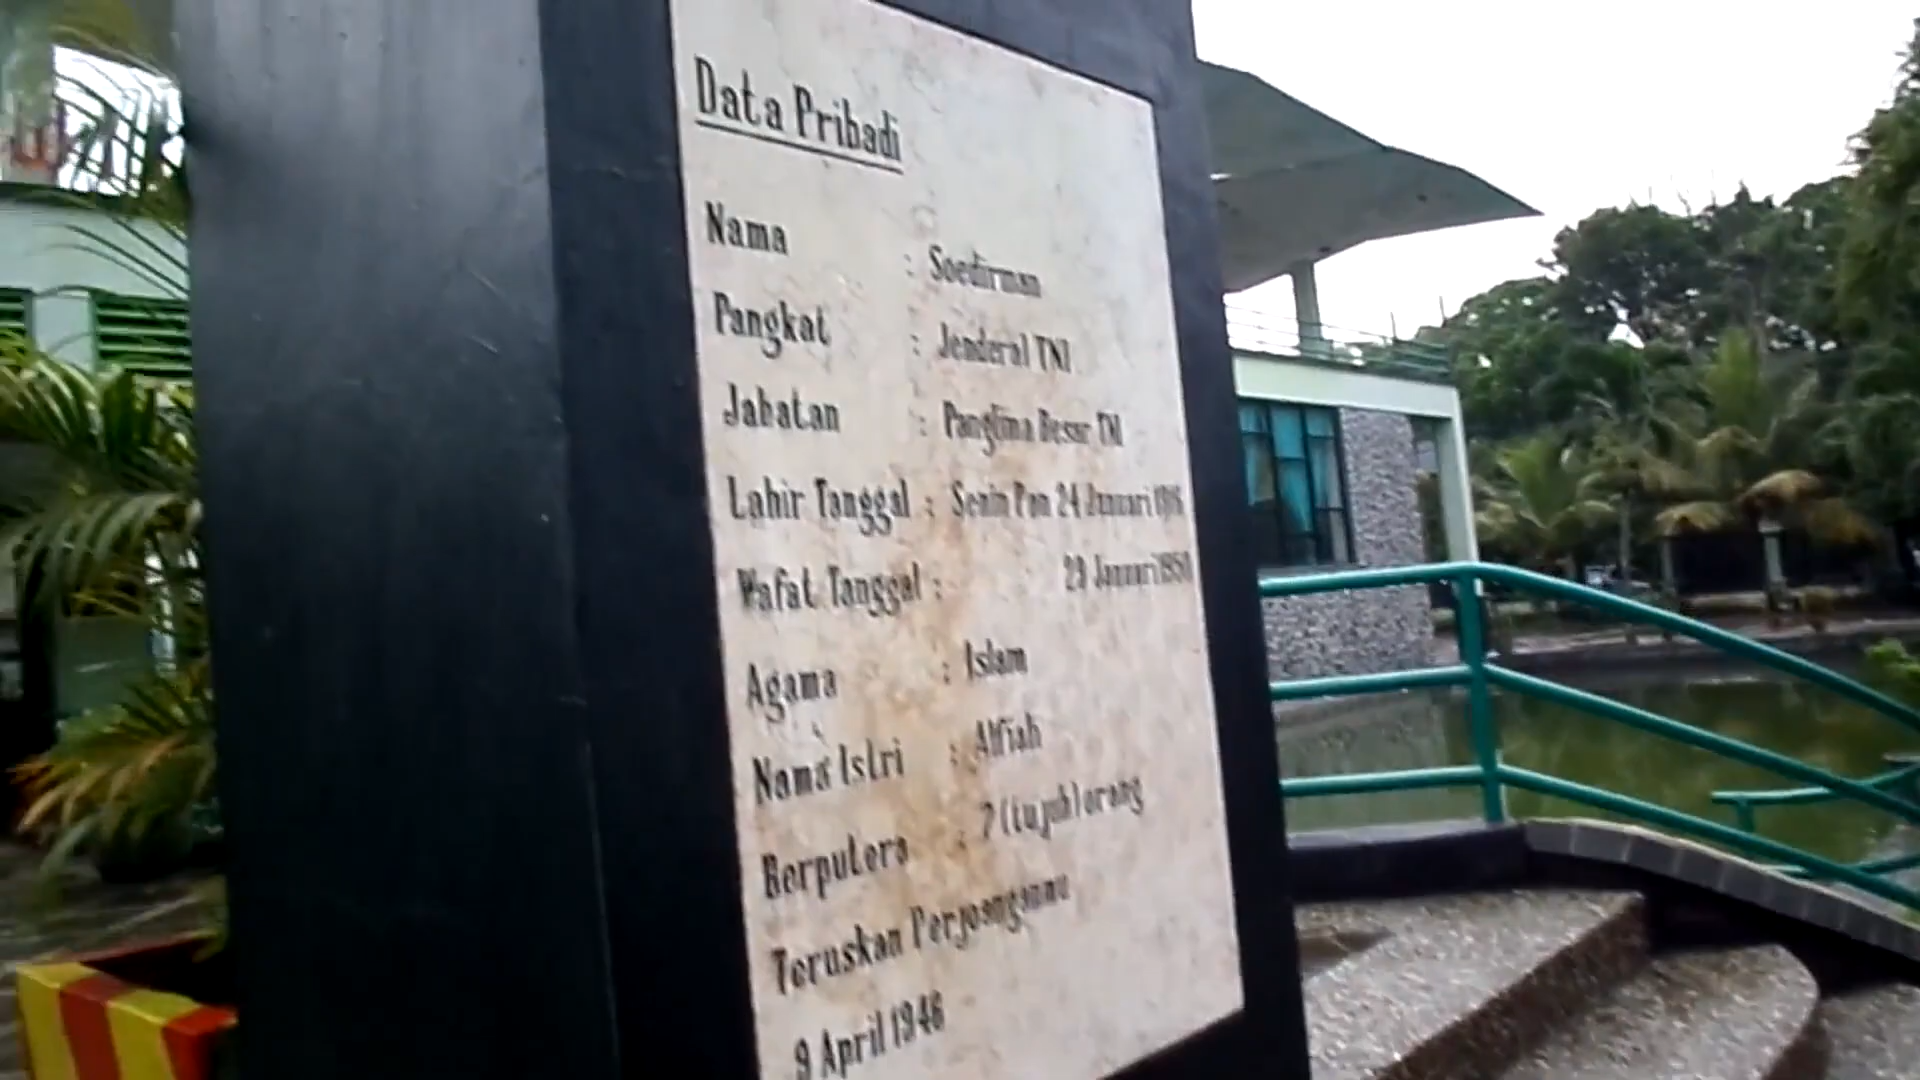 Data Pribadi
Nama : Soedirman
Pangkat : Jenderal TNI
Jabatan : Panglima Besar TNI
Lahir Tanggal : Senin Pon 24 Januari 1916
Wafat Tanggal : 29 Januari 1950
Agama : Islam
Nama Istri : Alfiah
Berputera : 7 (tujuh) orang
Teruskan Perjoanganmu
9 April 1946